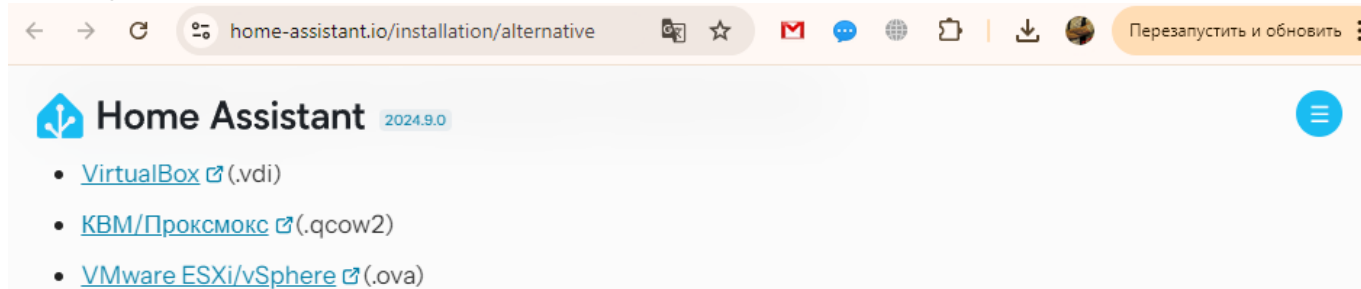 home-assistant.io/installation/alternative Перезапустить и обновить
Home Assistant 2024.9.0
VirtualBox (.vdi)
КВМ/Проксмокс (.qcow2)
VMware ESXi/vSphere (.ova)